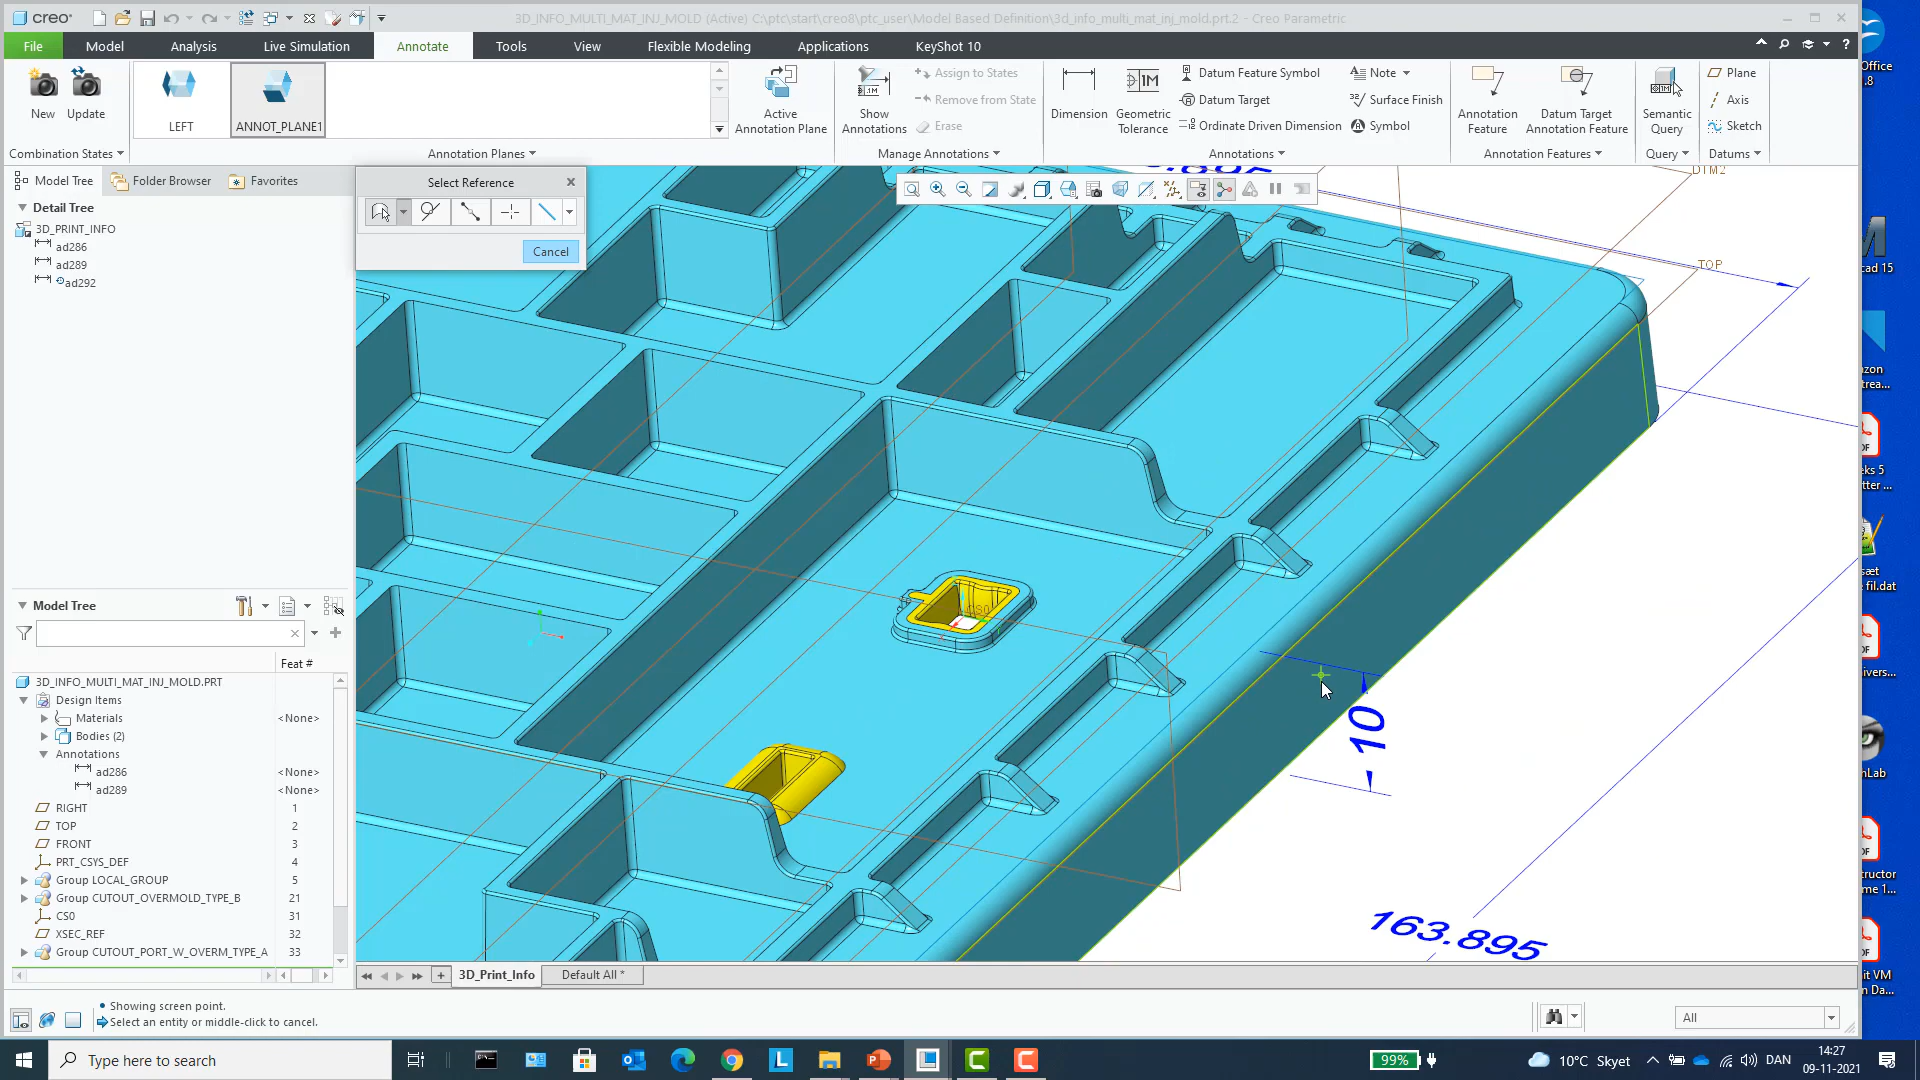 creo
3D_INFO_MULTI_MAT_INJ_MOLD (Active) C:\ptc\start\creo8\ptc_user\Model Based Definition\3d_info_multi_mat_inj_mold.prt.2 - Creo Parametric
File Model Analysis Live Simulation Annotate Tools View Flexible Modeling Applications KeyShot 10
New
Update
Combination States
LEFT
ANNOT_PLANE1
Annotation Planes
Active
Annotation Plane
Show
Annotations
Assign to States
Remove from State
Erase
Manage Annotations
Dimension
Geometric
Tolerance
Datum Feature Symbol
Datum Target
Ordinate Driven Dimension
Note
Surface Finish
Symbol
Annotations
Annotation
Feature
Datum Target
Annotation Feature
Annotation Features
Semantic
Query
Query
Plane
Axis
Sketch
Datums
Model Tree Folder Browser Favorites
Detail Tree
3D_PRINT_INFO
ad286
ad289
ad292
Select Reference
Cancel
DTM2
TOP
CS0
10
163.895
Model Tree
Feat #
3D_INFO_MULTI_MAT_INJ_MOLD.PRT
Design Items
Materials <None>
Bodies (2)
Annotations
ad286 <None>
ad289 <None>
RIGHT 1
TOP 2
FRONT 3
PRT_CSYS_DEF 4
Group LOCAL_GROUP 5
Group CUTOUT_OVERMOLD_TYPE_B 21
CS0 31
XSEC_REF 32
Group CUTOUT_PORT_W_OVERM_TYPE_A 33
3D_Print_Info Default All *
Showing screen point.
Select an entity or middle-click to cancel.
All
Type here to search
99%
10°C Skyet
DAN
14:27
09-11-2021
Office
.8
cad 15